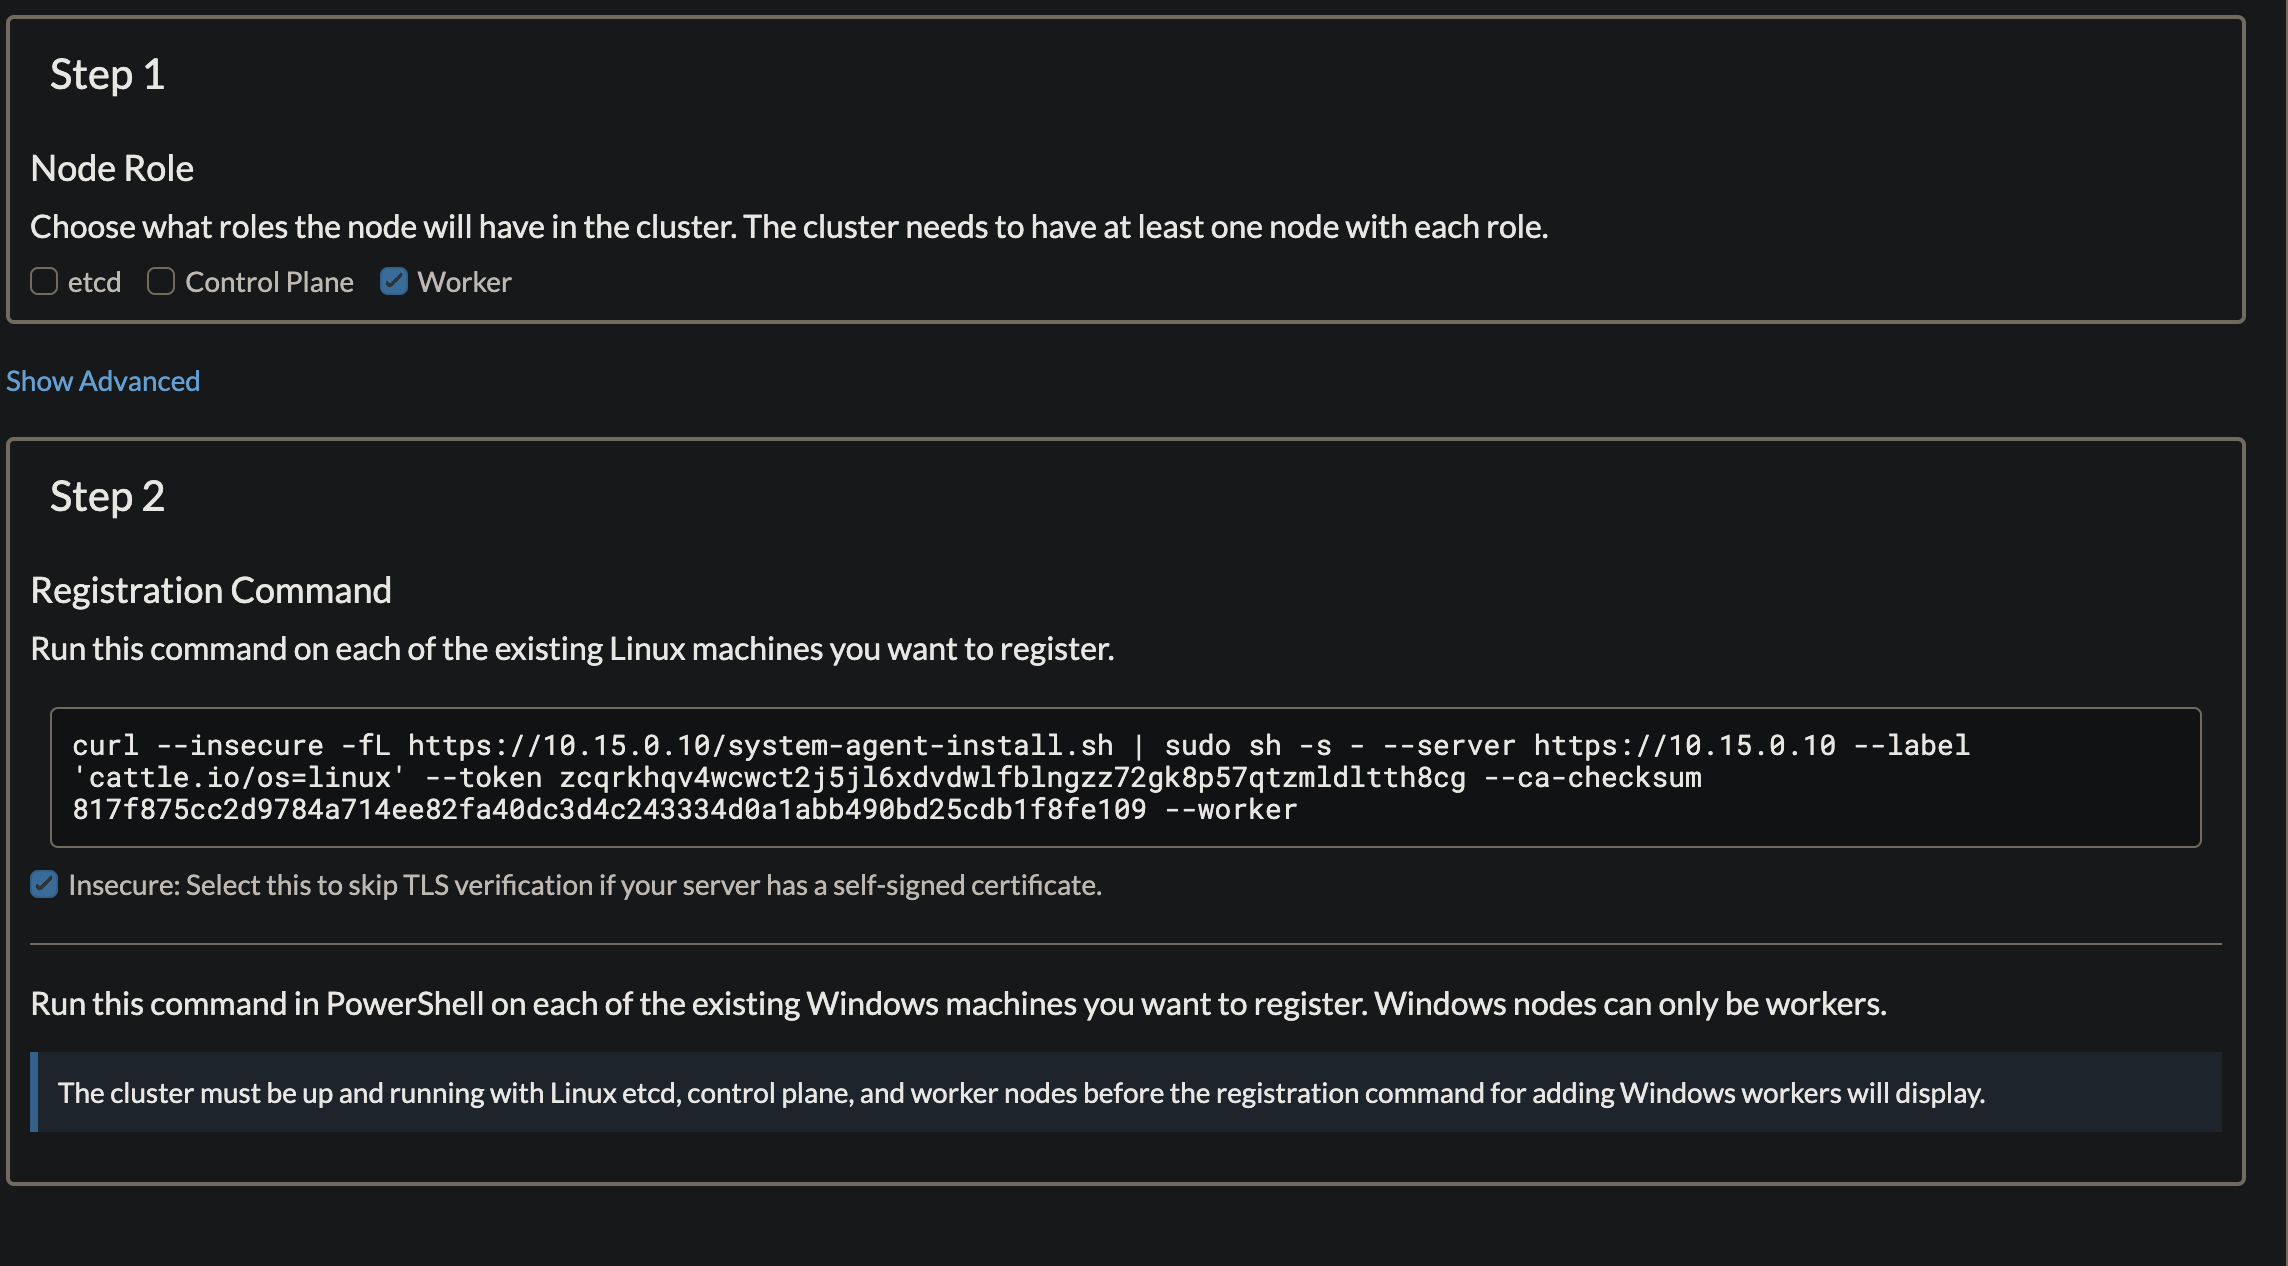 Step 1
Node Role
Choose what roles the node will have in the cluster. The cluster needs to have at least one node with each role.
etcd Control Plane Worker
Show Advanced
Step 2
Registration Command
Run this command on each of the existing Linux machines you want to register.
curl --insecure -fL https://10.15.0.10/system-agent-install.sh | sudo sh -s - --server https://10.15.0.10 --label
'cattle.io/os=linux' --token zcqrkhqv4wcwct2j5jl6xdvdwlfblngzz72gk8p57qtzmldltth8cg --ca-checksum
817f875cc2d9784a714ee82fa40dc3d4c243334d0a1abb490bd25cdb1f8fe109 --worker
Insecure: Select this to skip TLS verification if your server has a self-signed certificate.
Run this command in PowerShell on each of the existing Windows machines you want to register. Windows nodes can only be workers.
The cluster must be up and running with Linux etcd, control plane, and worker nodes before the registration command for adding Windows workers will display.